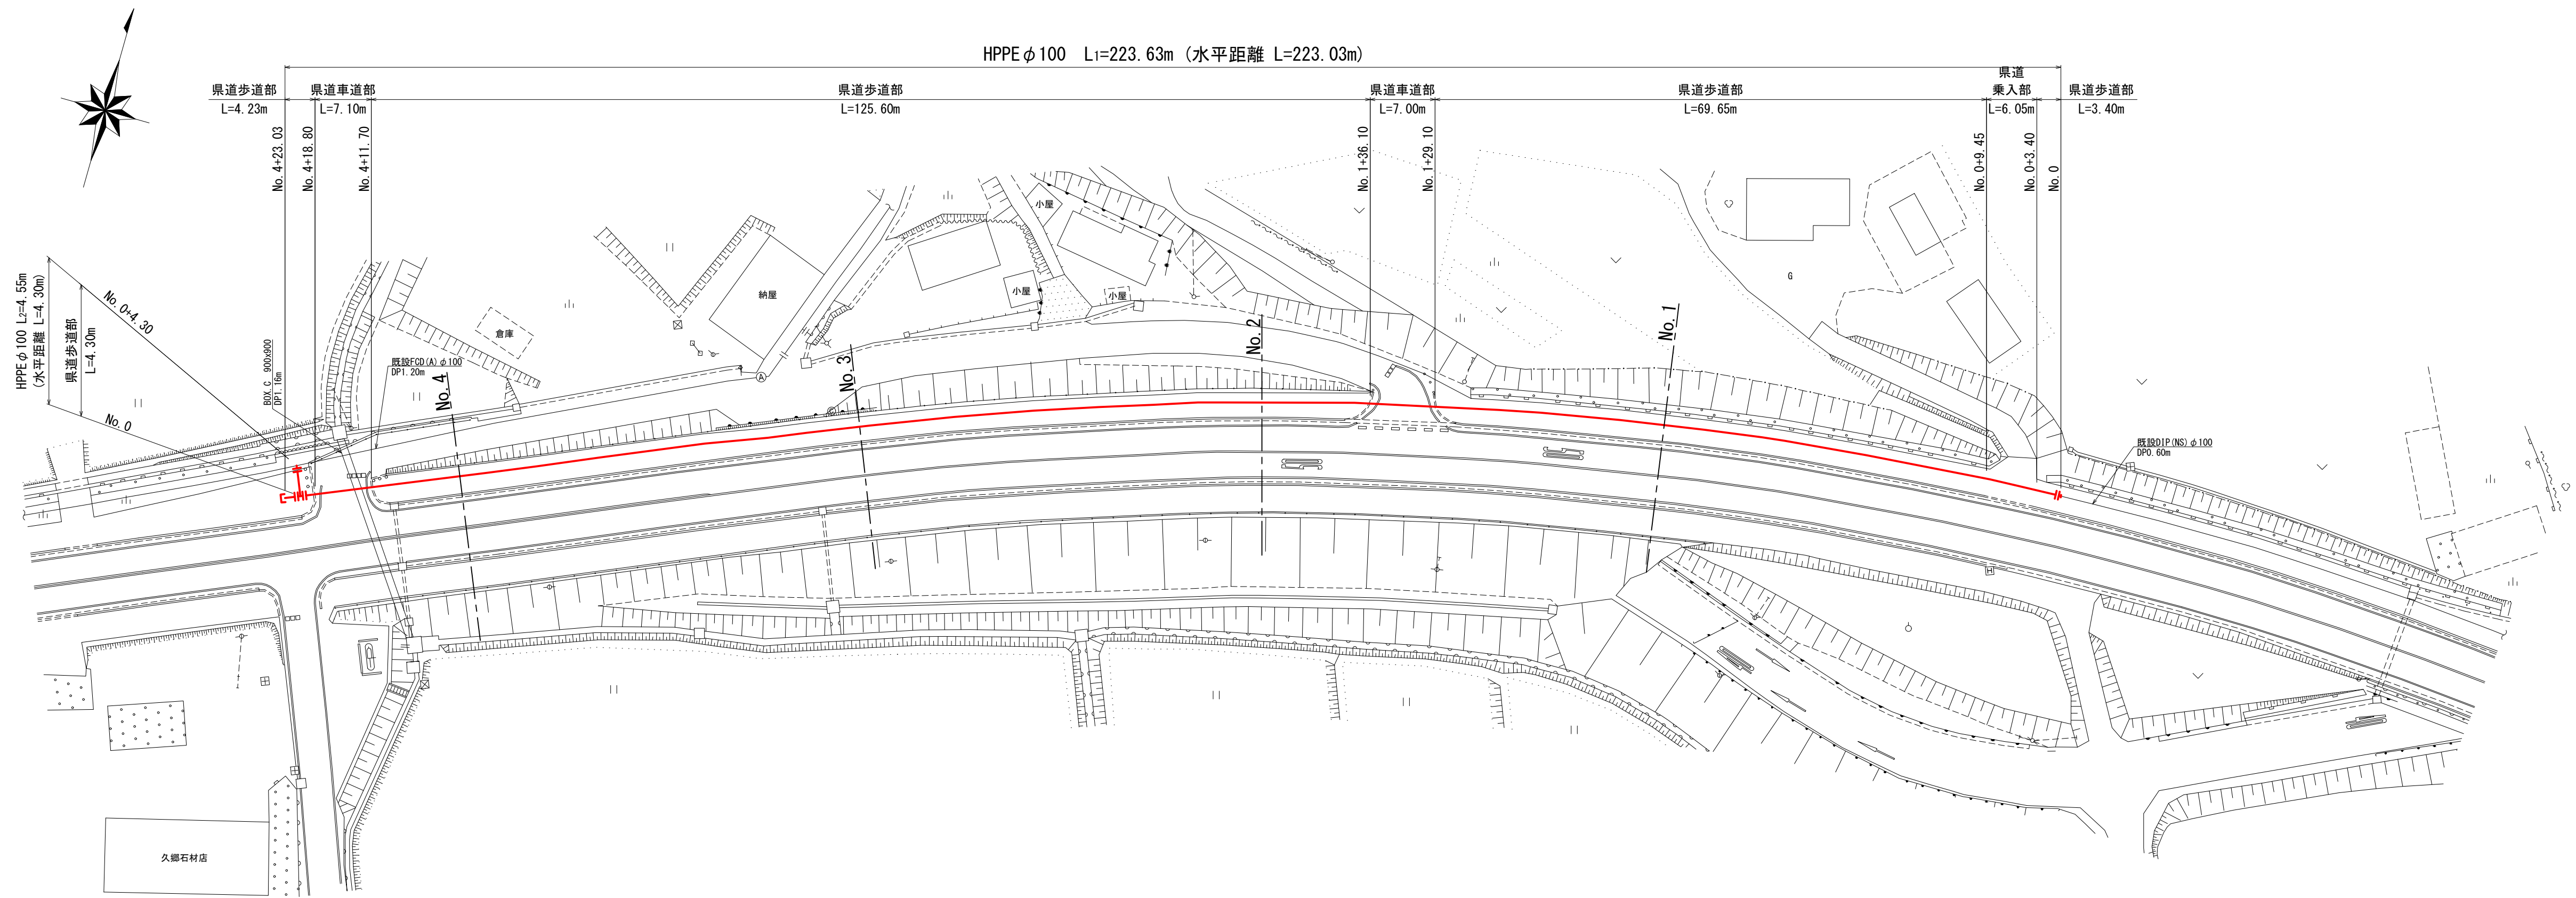 HPPEφ100 L1=223.63m (水平距離 L=223.03m)
県道歩道部
L=4.23m
県道車道部
L=7.10m
県道歩道部
L=125.60m
県道車道部
L=7.00m
県道歩道部
L=69.65m
県道
乗入部
L=6.05m
県道歩道部
L=3.40m
No.4+23.03
No.4+18.80
No.4+11.70
No.1+36.10
No.1+29.10
No.0+9.45
No.0+3.40
No.0
HPPEφ100 L2=4.55m
(水平距離 L=4.30m)
県道歩道部
L=4.30m
No.0+4.30
No.0
BOX C 900x900
DP1.16m
既設FCD(A)φ100
DP1.20m
倉庫
納屋
小屋
小屋
小屋
A
G
No.4
No.3
No.2
No.1
既設DIP(NS)φ100
DP0.60m
H
久郷石材店